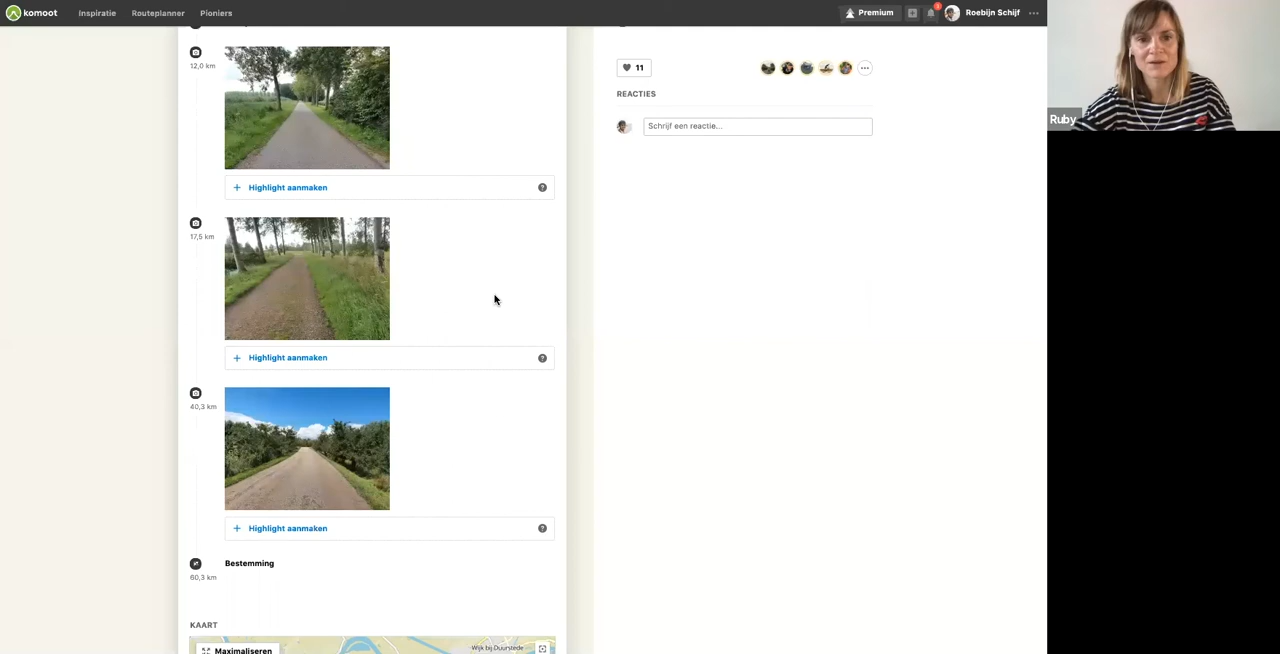 komoot
Inspiratie
Routeplanner
Pioniers
Premium
Roebijn Schijf
Ruby
12,0 km
Highlight aanmaken
17,5 km
Highlight aanmaken
40,3 km
Highlight aanmaken
Bestemming
60,3 km
KAART
Maximaliseren
Wijk bij Duurstede
11
REACTIES
Schrijf een reactie...